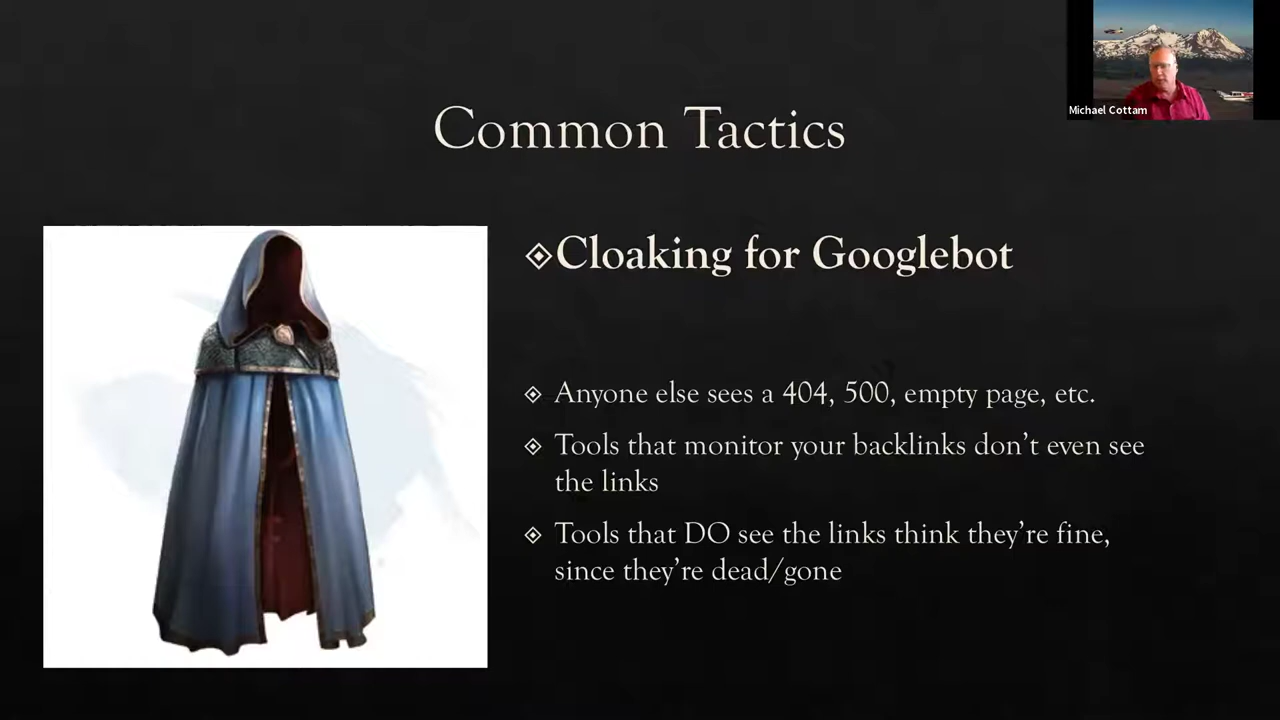 Michael Cottam
Common Tactics
Cloaking for Googlebot
Anyone else sees a 404, 500, empty page, etc.
Tools that monitor your backlinks don’t even see
the links
Tools that DO see the links think they’re fine,
since they’re dead/gone